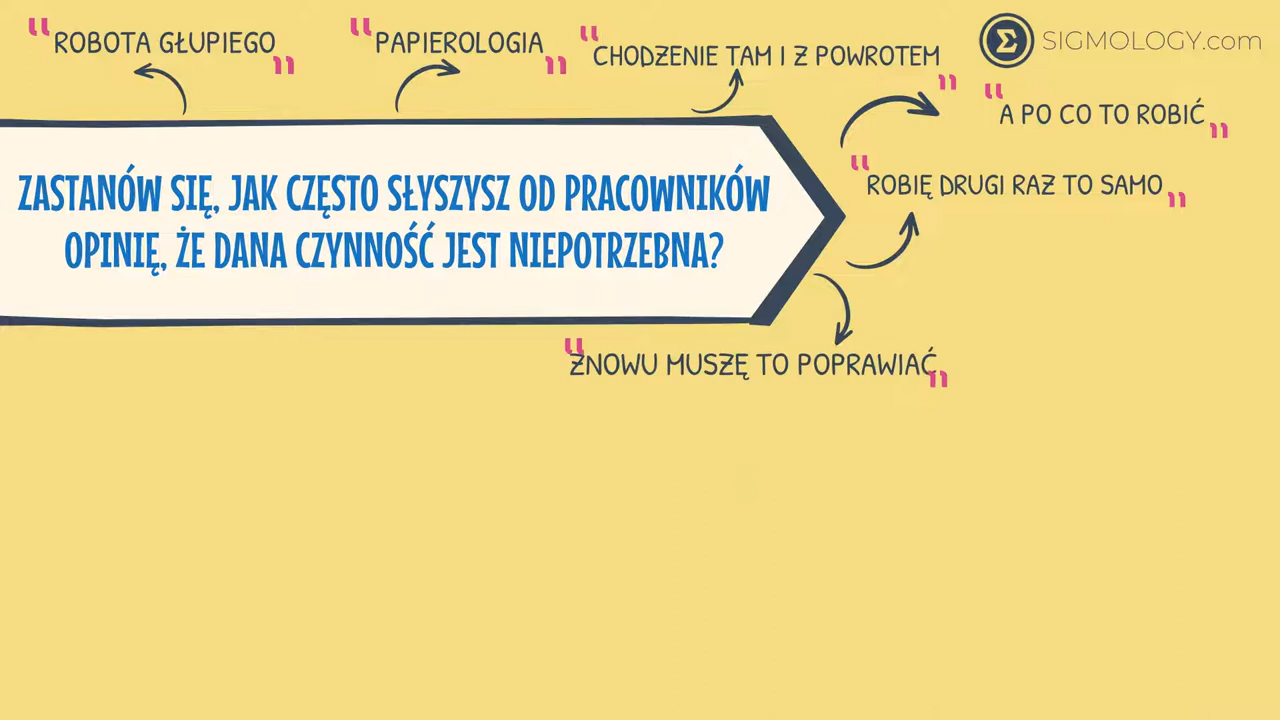 "ROBOTA GŁUPIEGO"
"PAPIEROLOGIA"
"CHODZENIE TAM I Z POWROTEM"
Σ SIGMOLOGY.com
"A PO CO TO ROBIĆ"
"ROBIĘ DRUGI RAZ TO SAMO"
ZASTANÓW SIĘ, JAK CZĘSTO SŁYSZYSZ OD PRACOWNIKÓW
OPINIĘ, ŻE DANA CZYNNOŚĆ JEST NIEPOTRZEBNA?
"ZNOWU MUSZĘ TO POPRAWIAĆ"